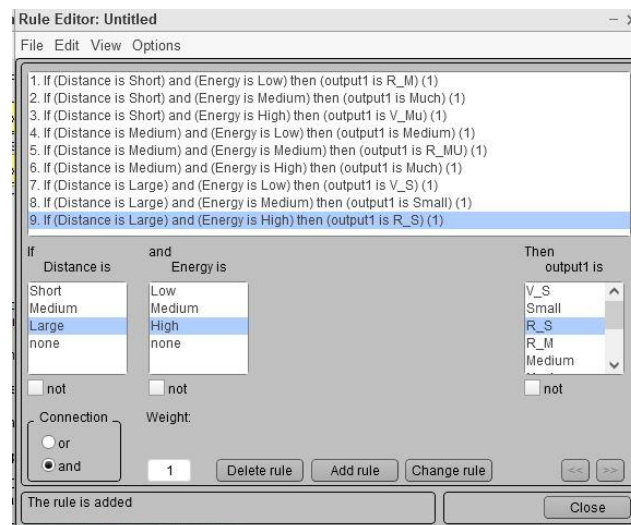 Rule Editor: Untitled
File Edit View Options
1. If (Distance is Short) and (Energy is Low) then (output1 is R_M) (1)
2. If (Distance is Short) and (Energy is Medium) then (output1 is Much) (1)
3. If (Distance is Short) and (Energy is High) then (output1 is V_Mu) (1)
4. If (Distance is Medium) and (Energy is Low) then (output1 is Medium) (1)
5. If (Distance is Medium) and (Energy is Medium) then (output1 is R_MU) (1)
6. If (Distance is Medium) and (Energy is High) then (output1 is Much) (1)
7. If (Distance is Large) and (Energy is Low) then (output1 is V_S) (1)
8. If (Distance is Large) and (Energy is Medium) then (output1 is Small) (1)
9. If (Distance is Large) and (Energy is High) then (output1 is R_S) (1)
If
Distance is
Short
Medium
Large
none
not
and
Energy is
Low
Medium
High
none
not
Then
output1 is
V_S
Small
R_S
R_M
Medium
not
Connection
or
and
Weight:
1
Delete rule
Add rule
Change rule
<<
>>
The rule is added
Close